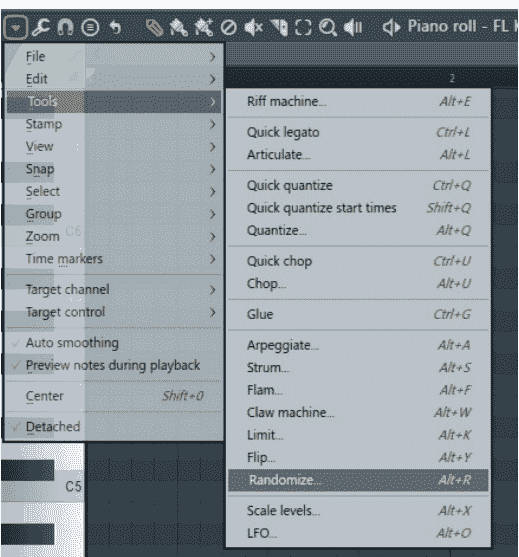 Piano roll - FL
File
Edit
Tools
Stamp
View
Snap
Select
Group
Zoom
Time markers
Target channel
Target control
Auto smoothing
Preview notes during playback
Center Shift+0
Detached
2
Riff machine... Alt+E
Quick legato Ctrl+L
Articulate... Alt+L
Quick quantize Ctrl+Q
Quick quantize start times Shift+Q
Quantize... Alt+Q
Quick chop Ctrl+U
Chop... Alt+U
Glue Ctrl+G
Arpeggiate... Alt+A
Strum... Alt+S
Flam... Alt+F
Claw machine... Alt+W
Limit... Alt+K
Flip... Alt+Y
Randomize... Alt+R
Scale levels... Alt+X
LFO... Alt+O
C6
C5